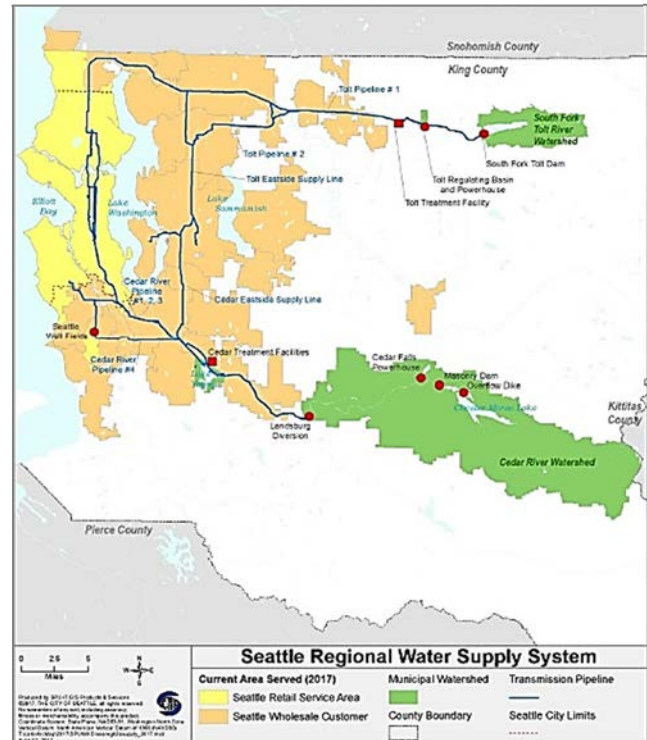 Snohomish County
King County
Tolt Pipeline # 1
South Fork
Tolt River
Watershed
South Fork Tolt Dam
Tolt Pipeline # 2
Tolt Regulating Basin
and Powerhouse
Tolt Treatment Facility
Tolt Eastside Supply Line
Elliott
Bay
Lake
Washington
Lake
Sammamish
Cedar River
Pipeline
#1, 2, 3
Cedar Eastside Supply Line
Seattle
Well Fields
Cedar River
Pipeline #4
Cedar Treatment Facilities
Cedar Falls
Powerhouse
Masonry Dam
Overflow Dike
Landsburg
Diversion
Kittitas
County
Cedar River Watershed
Pierce County
0 2.5 5
Miles
N
W E
S
Seattle Regional Water Supply System
Current Area Served (2017)
Seattle Retail Service Area
Seattle Wholesale Customer
Municipal Watershed
County Boundary
Transmission Pipeline
Seattle City Limits